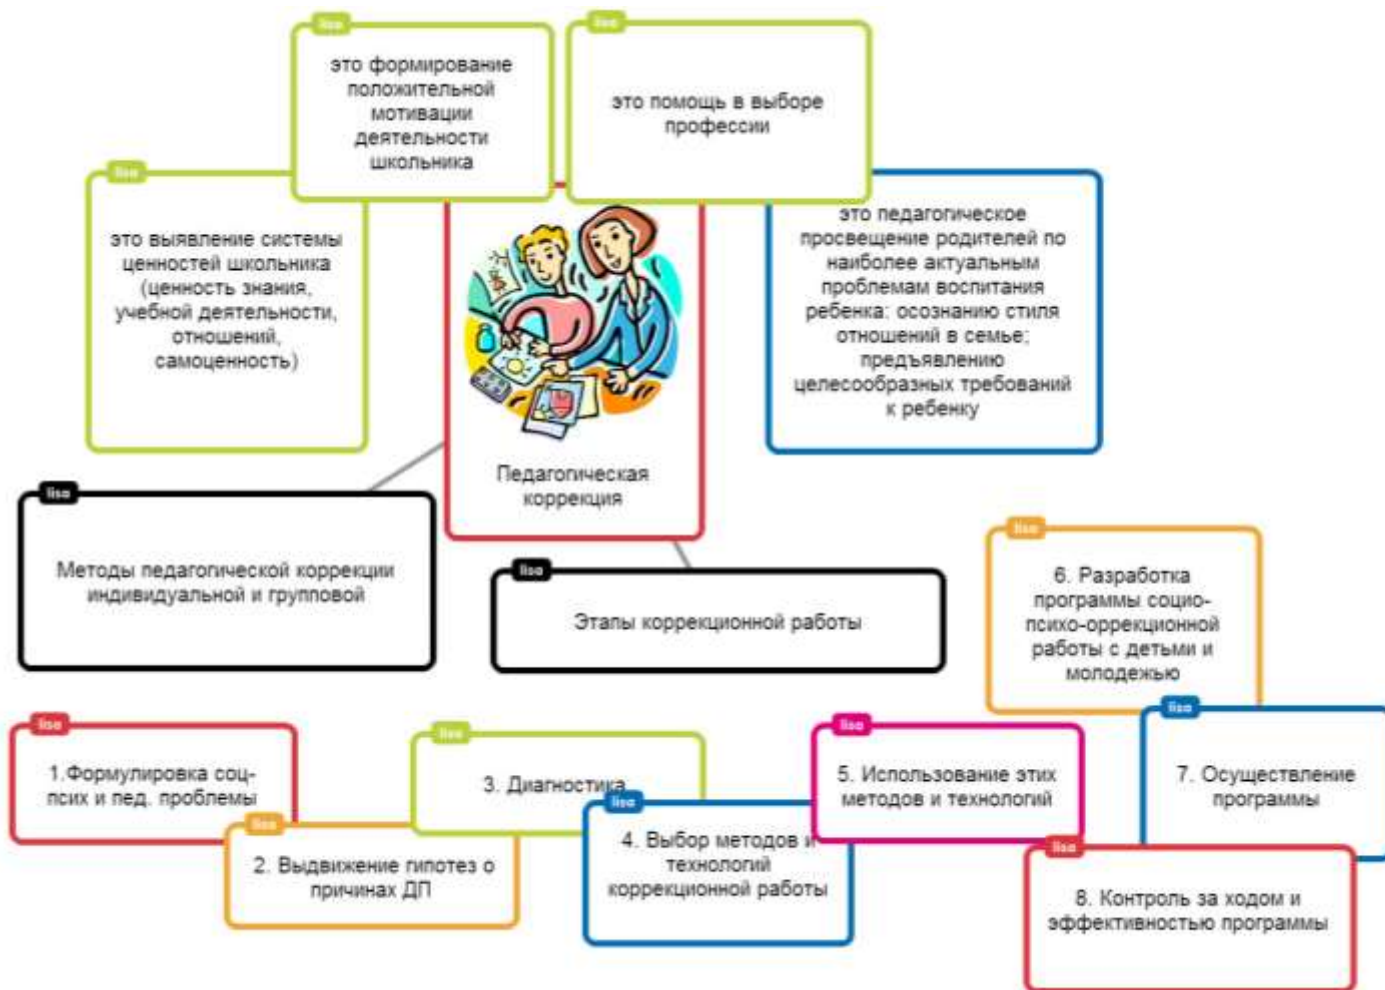 lisa
это формирование
положительной
мотивации
деятельности
школьника
lisa
это помощь в выборе
профессии
lisa
это выявление системы
ценностей школьника
(ценность знания,
учебной деятельности,
отношений,
самоценность)
это педагогическое
просвещение родителей по
наиболее актуальным
проблемам воспитания
ребенка: осознанию стиля
отношений в семье;
предъявлению
целесообразных требований
к ребенку
Педагогическая
коррекция
lisa
Методы педагогической коррекции
индивидуальной и групповой
lisa
Этапы коррекционной работы
lisa
6. Разработка
программы социо-
психо-оррекционной
работы с детьми и
молодежью
lisa
1.Формулировка соц-
псих и пед. проблемы
lisa
2. Выдвижение гипотез о
причинах ДП
lisa
3. Диагностика
lisa
4. Выбор методов и
технологий
коррекционной работы
lisa
5. Использование этих
методов и технологий
lisa
7. Осуществление
программы
lisa
8. Контроль за ходом и
эффективностью программы